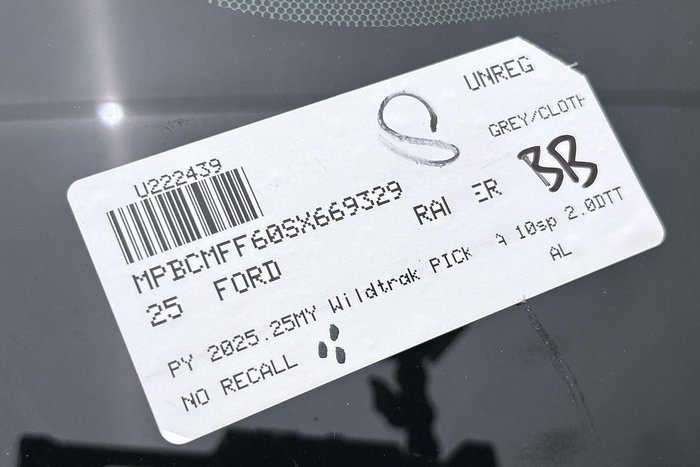 UNREG
U222439
GREY/CLOTH
MPBCMFF60SX669329
BB
25 FORD RAI ER
PY 2025.25MY Wildtrak PICK A 10sp 2.0DTT
NO RECALL AL